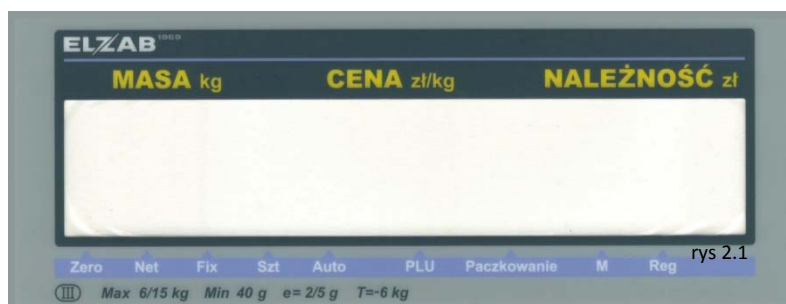 ELZAB 1969
MASA kg CENA zł/kg NALEŻNOŚĆ zł
rys 2.1
Zero Net Fix Szt Auto PLU Paczkowanie M Reg
III Max 6/15 kg Min 40 g e= 2/5 g T=-6 kg